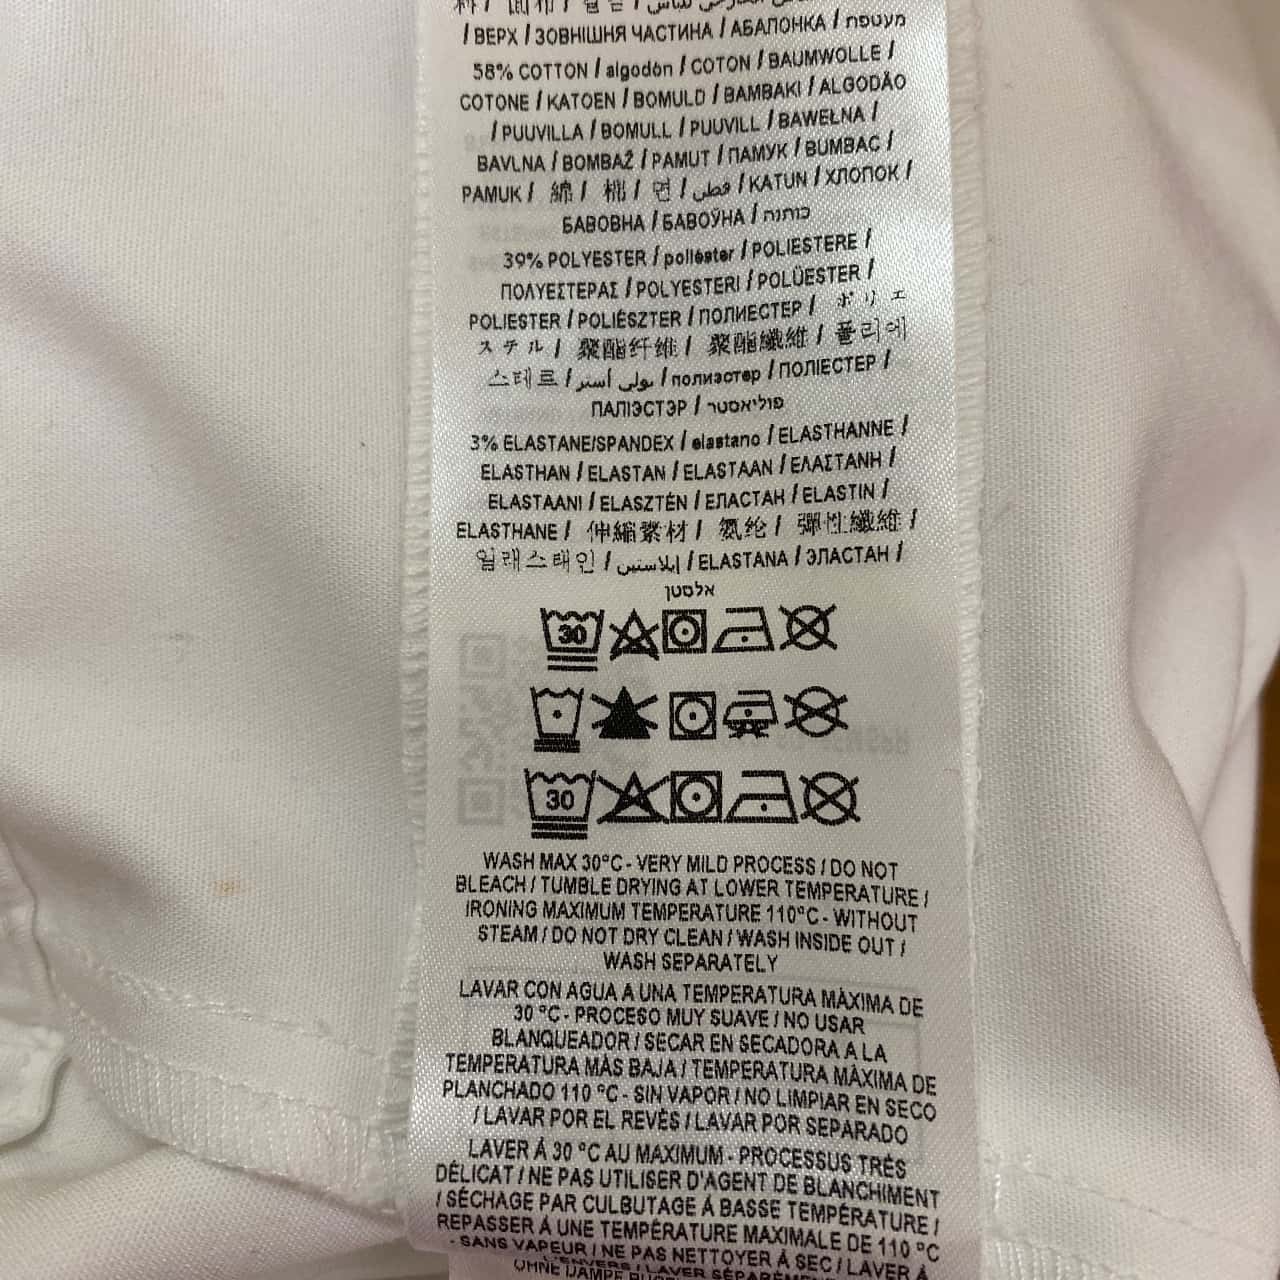 / ВЕРХ / ЗОВНІШНЯ ЧАСТИНА / АБАЛОНКА / מעטפת
58% COTTON / algodón / COTON / BAUMWOLLE /
COTONE / KATOEN / BOMULD / ΒΑΜΒΑΚΙ / ALGODÃO
/ PUUVILLA / BOMULL / PUUVILL / BAWEŁNA /
BAVLNA / BOMBAŽ / PAMUT / ПАМУК / BUMBAC /
PAMUK / 綿 / 棉 / 면 / قطن / KATUN / ХЛОПОК /
БАВОВНА / БАВОЎНА / כותנה
39% POLYESTER / poliéster / POLIESTERE /
ΠΟΛΥΕΣΤΕΡΑΣ / POLYESTERI / POLÜESTER /
POLIESTER / POLIÉSZTER / ПОЛИЕСТЕР / ポリエ
ステル / 聚酯纤维 / 聚酯纖維 / 폴리에
스테르 / بولي أستر / полиэстер / ПОЛІЕСТЕР /
ПАЛІЭСТЭР / פוליאסטר
3% ELASTANE/SPANDEX / elastano / ELASTHANNE /
ELASTHAN / ELASTAN / ELASTAAN / ΕΛΑΣΤΑΝΗ /
ELASTAANI / ELASZTÉN / ЕЛАСТАН / ELASTIN /
ELASTHANE / 伸縮素材 / 氨纶 / 彈性纖維 /
엘래스태인 / إيلاستين / ELASTANA / ЭЛАСТАН /
אלסטן
30
30
WASH MAX 30°C - VERY MILD PROCESS / DO NOT
BLEACH / TUMBLE DRYING AT LOWER TEMPERATURE /
IRONING MAXIMUM TEMPERATURE 110°C - WITHOUT
STEAM / DO NOT DRY CLEAN / WASH INSIDE OUT /
WASH SEPARATELY
LAVAR CON AGUA A UNA TEMPERATURA MÁXIMA DE
30 °C - PROCESO MUY SUAVE / NO USAR
BLANQUEADOR / SECAR EN SECADORA A LA
TEMPERATURA MÁS BAJA / TEMPERATURA MÁXIMA DE
PLANCHADO 110 °C - SIN VAPOR / NO LIMPIAR EN SECO
/ LAVAR POR EL REVÉS / LAVAR POR SEPARADO
LAVER À 30 °C AU MAXIMUM - PROCESSUS TRÈS
DÉLICAT / NE PAS UTILISER D'AGENT DE BLANCHIMENT
/ SÉCHAGE PAR CULBUTAGE À BASSE TEMPÉRATURE /
REPASSER À UNE TEMPÉRATURE MAXIMALE DE 110 °C
- SANS VAPEUR / NE PAS NETTOYER À SEC / LAVER À
L'ENVERS / LAVER SÉPARÉMENT
OHNE DAMPF